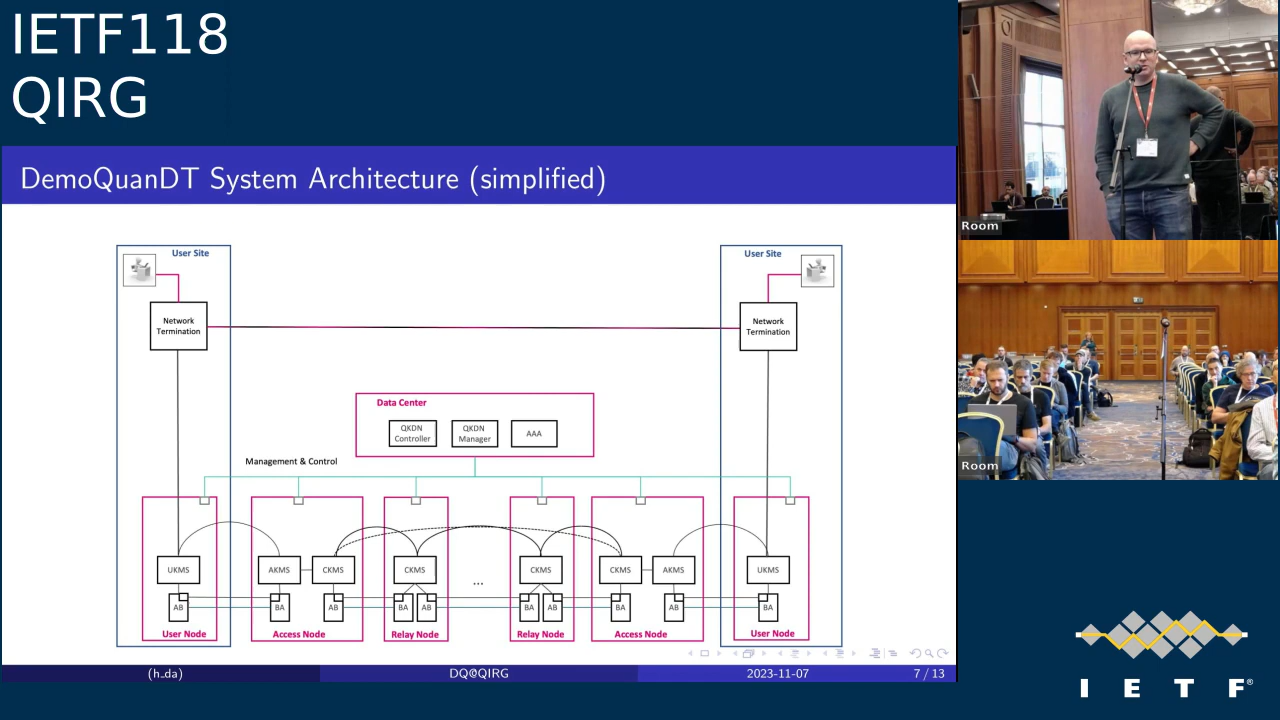 IETF118
QIRG
DemoQuanDT System Architecture (simplified)
User Site
User Site
Network
Termination
Network
Termination
Data Center
QKDN
Controller
QKDN
Manager
AAA
Management & Control
UKMS
AKMS
CKMS
CKMS
...
CKMS
CKMS
AKMS
UKMS
AB
BA
AB
BA
AB
BA
AB
BA
AB
BA
User Node
Access Node
Relay Node
Relay Node
Access Node
User Node
(h_da)
DQ@QIRG
2023-11-07
7 / 13
Room
Room
I E T F®